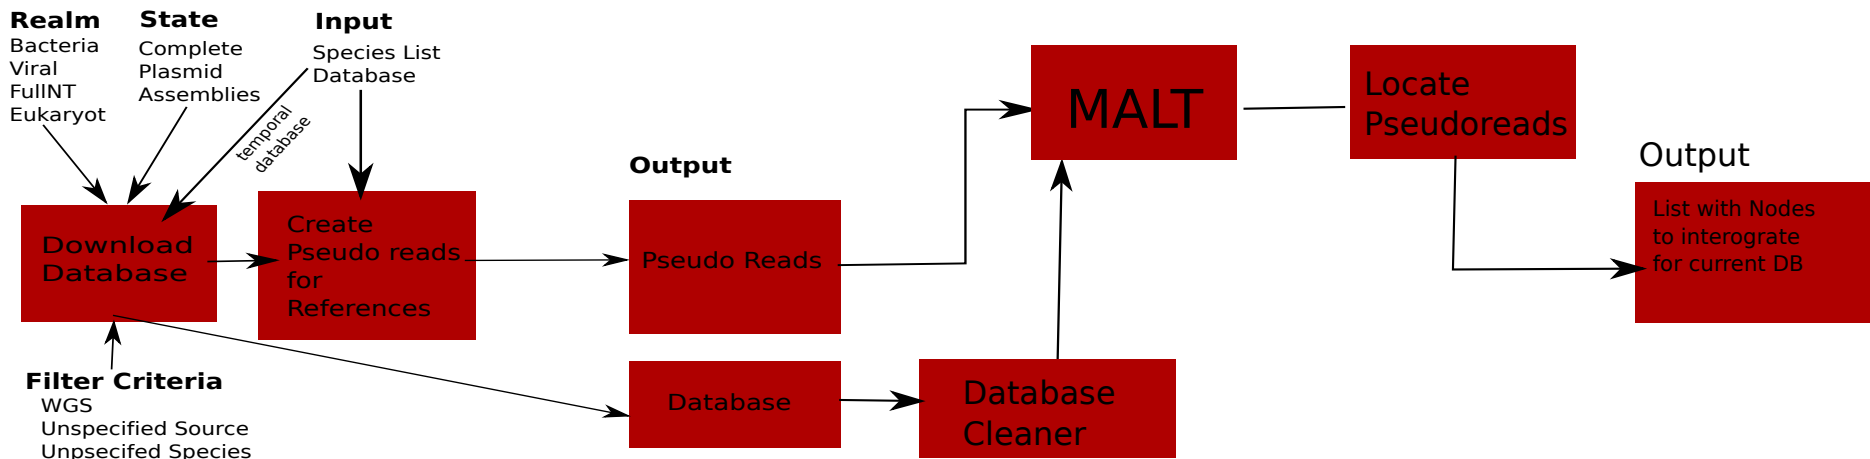 Realm
Bacteria
Viral
FullNT
Eukaryot
State
Complete
Plasmid
Assemblies
Input
Species List
Database
temporal
database
Download
Database
Create
Pseudo reads
for
References
Filter Criteria
WGS
Unspecified Source
Unpsecifed Species
Output
Pseudo Reads
Database
Database
Cleaner
MALT
Locate
Pseudoreads
Output
List with Nodes
to interograte
for current DB